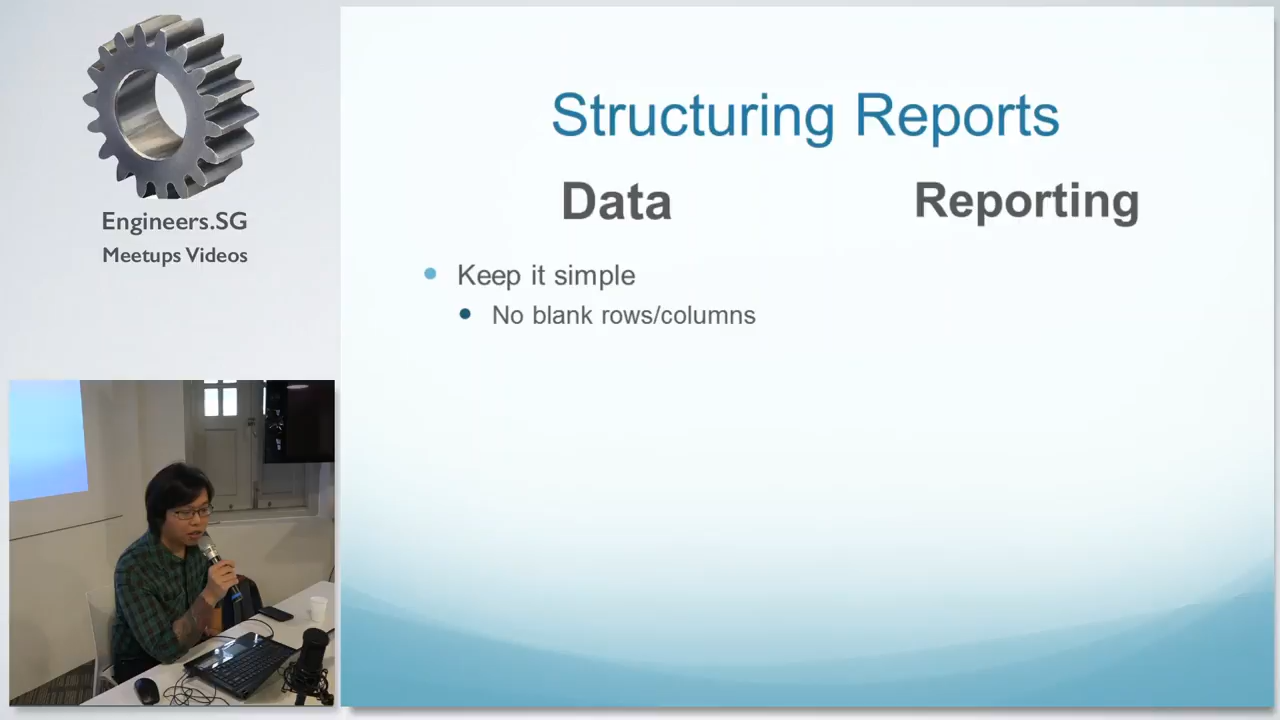 Engineers.SG
Meetups Videos
Structuring Reports
Data
Reporting
Keep it simple
No blank rows/columns